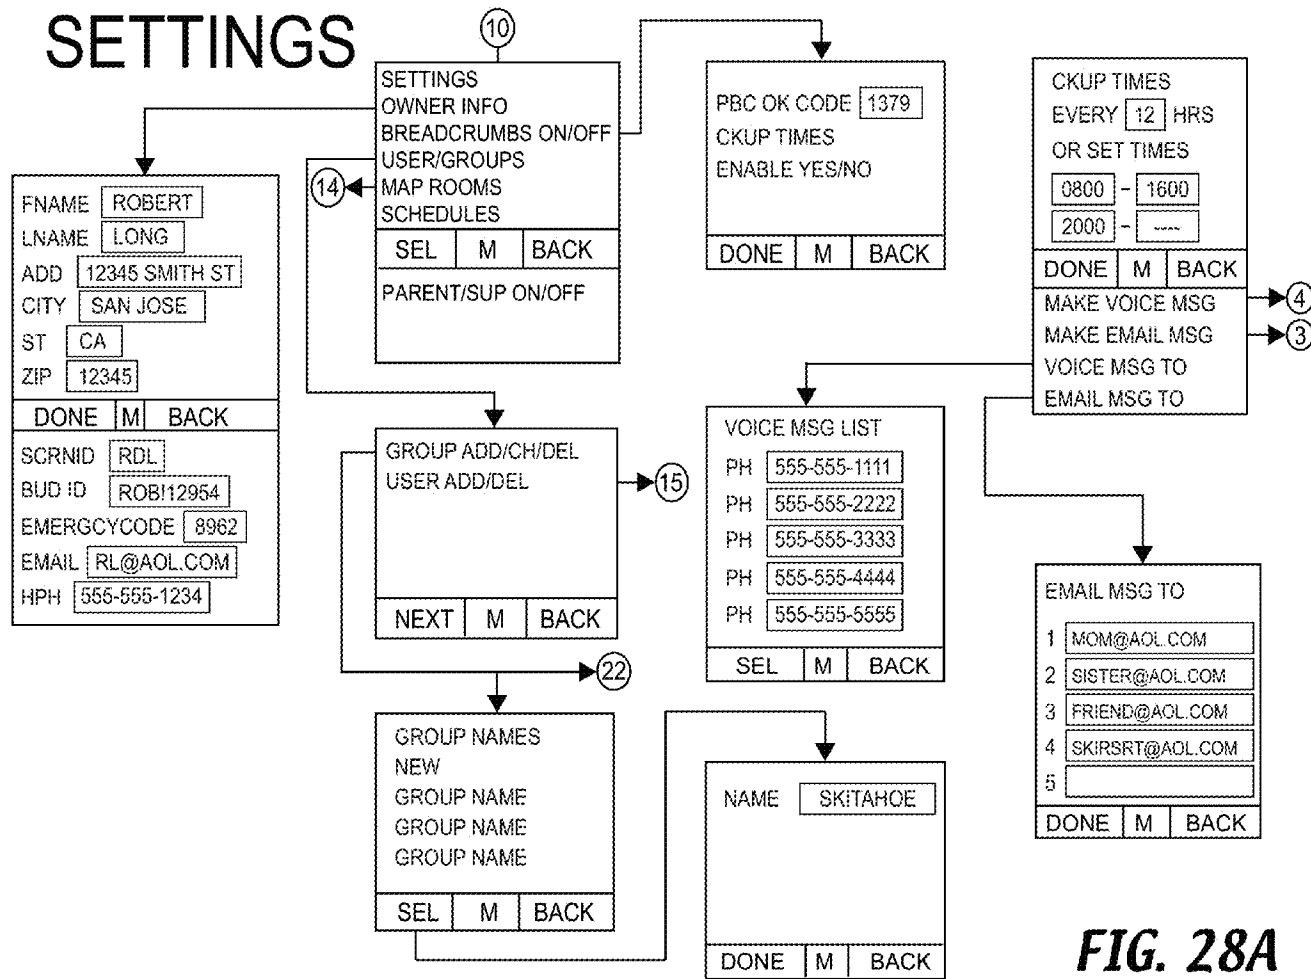 SETTINGS
10
SETTINGS
OWNER INFO
BREADCRUMBS ON/OFF
USER/GROUPS
MAP ROOMS
SCHEDULES
SEL M BACK
PARENT/SUP ON/OFF
14
PBC OK CODE 1379
CKUP TIMES
ENABLE YES/NO
DONE M BACK
CKUP TIMES
EVERY 12 HRS
OR SET TIMES
0800 - 1600
2000 - ----
DONE M BACK
MAKE VOICE MSG
MAKE EMAIL MSG
VOICE MSG TO
EMAIL MSG TO
4
3
FNAME ROBERT
LNAME LONG
ADD 12345 SMITH ST
CITY SAN JOSE
ST CA
ZIP 12345
DONE M BACK
SCRNID RDL
BUD ID ROBI12954
EMERGCYCODE 8962
EMAIL RL@AOL.COM
HPH 555-555-1234
GROUP ADD/CH/DEL
USER ADD/DEL
NEXT M BACK
15
22
VOICE MSG LIST
PH 555-555-1111
PH 555-555-2222
PH 555-555-3333
PH 555-555-4444
PH 555-555-5555
SEL M BACK
EMAIL MSG TO
1 MOM@AOL.COM
2 SISTER@AOL.COM
3 FRIEND@AOL.COM
4 SKIRSRT@AOL.COM
5
DONE M BACK
GROUP NAMES
NEW
GROUP NAME
GROUP NAME
GROUP NAME
SEL M BACK
NAME SKITAHOE
DONE M BACK
FIG. 28A